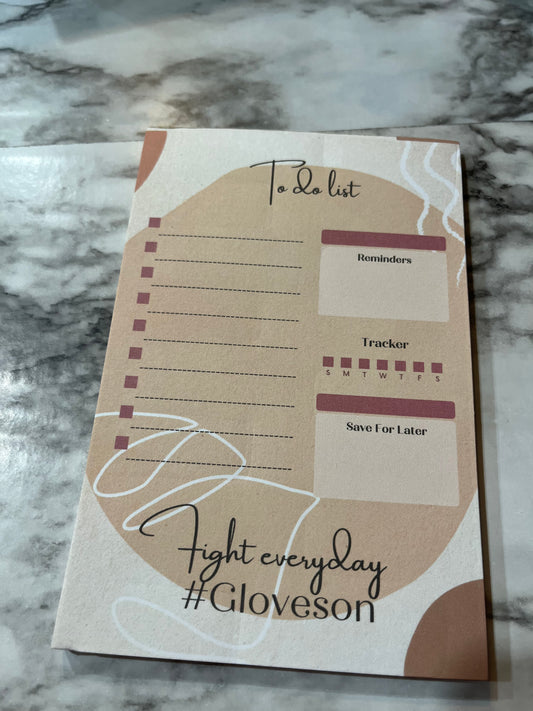 To do list
Reminders
Tracker
S M T W T F S
Save For Later
Fight everyday
#Gloveson